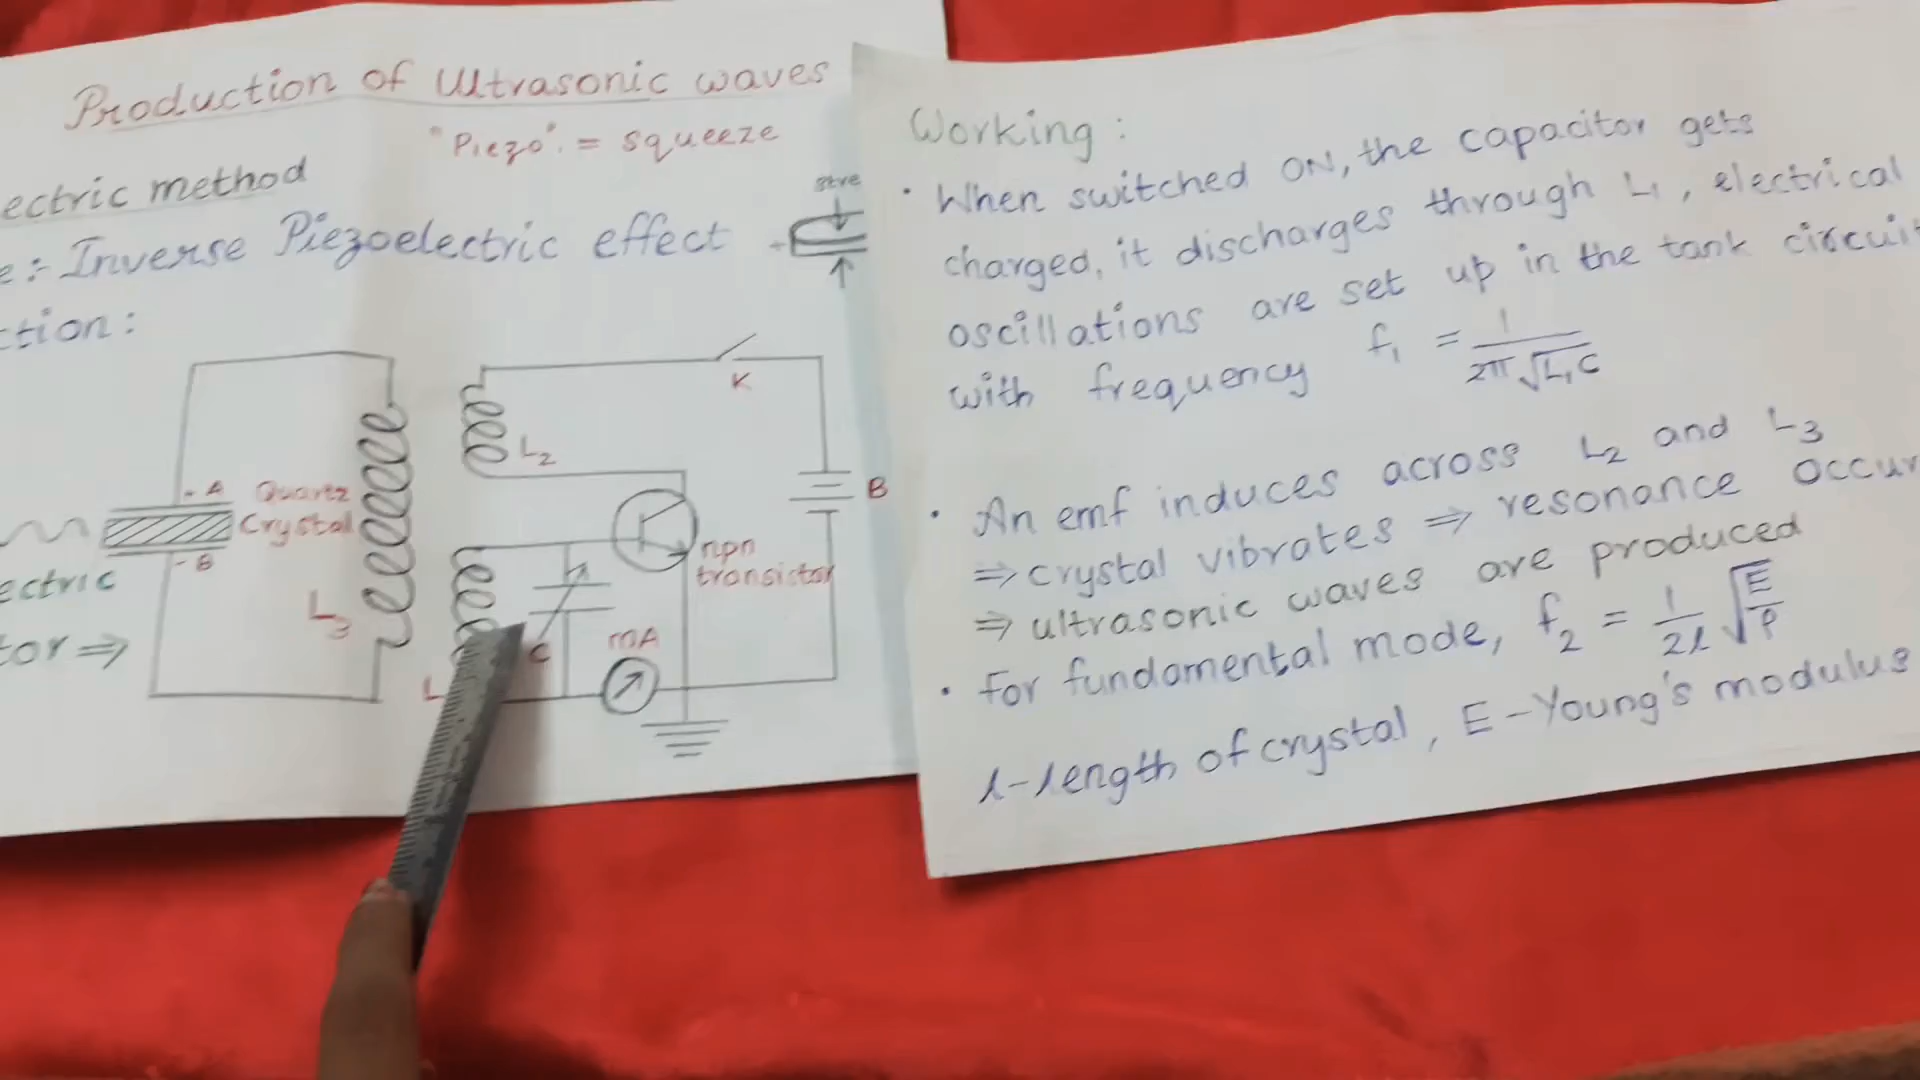 Production of Ultrasonic waves
"Piezo". = squeeze
ectric method
e:- Inverse Piezoelectric effect
ction:
stre
K
L2
+ A
Quartz
Crystal
- B
B
npn
transistor
L3
ectric
tor ⇒
C
mA
L
Working:
• When switched ON, the capacitor gets
charged, it discharges through L1, electrical
oscillations are set up in the tank circuit
with frequency f1 = 1/2π√L1C
• An emf induces across L2 and L3
⇒ crystal vibrates ⇒ resonance occur
⇒ ultrasonic waves are produced
• For fundamental mode, f2 = 1/2l √E/ρ
l-length of crystal, E-Young's modulus